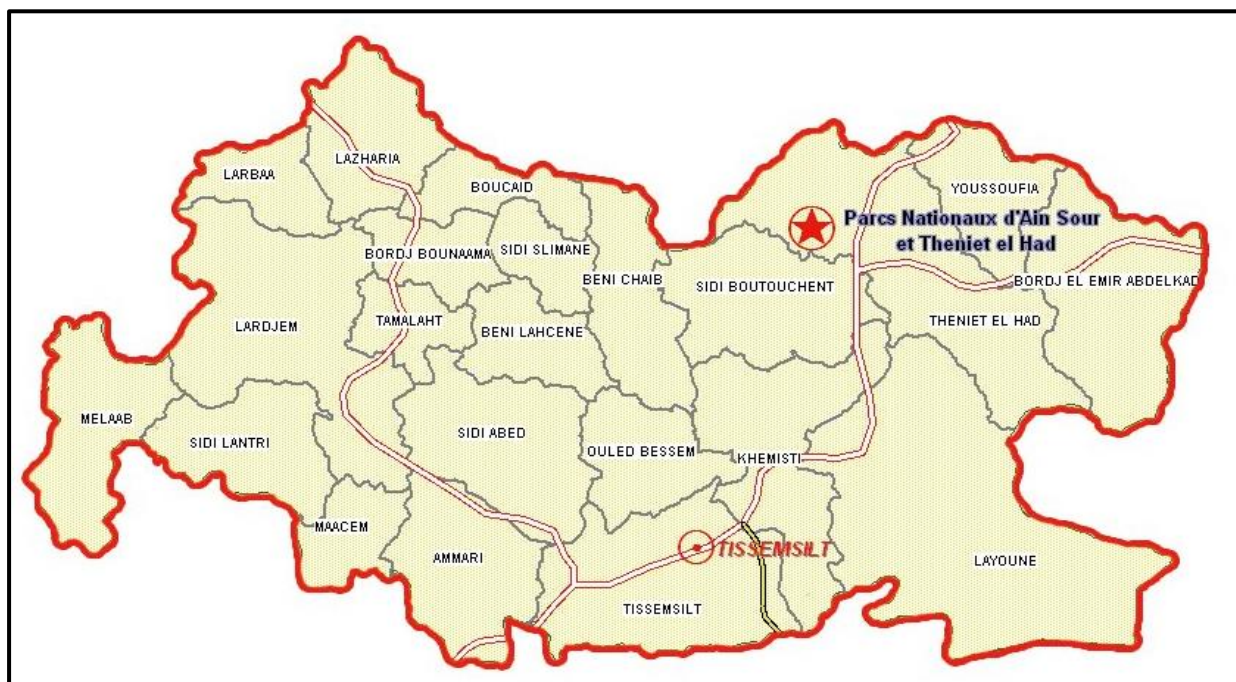 LAZHARIA
LARBAA
BOUCAID
YOUSSOUFIA
Parcs Nationaux d'Ain Sour
et Theniet el Had
BORDJ BOUNAAMA
SIDI SLIMANE
BENI CHAIB
SIDI BOUTOUCHENT
BORDJ EL EMIR ABDELKAD
LARDJEM
TAMALAHT
BENI LAHCENE
THENIET EL HAD
MELAAB
SIDI LANTRI
SIDI ABED
OULED BESSEM
KHEMISTI
MAACEM
AMMARI
TISSEMSILT
LAYOUNE
TISSEMSILT